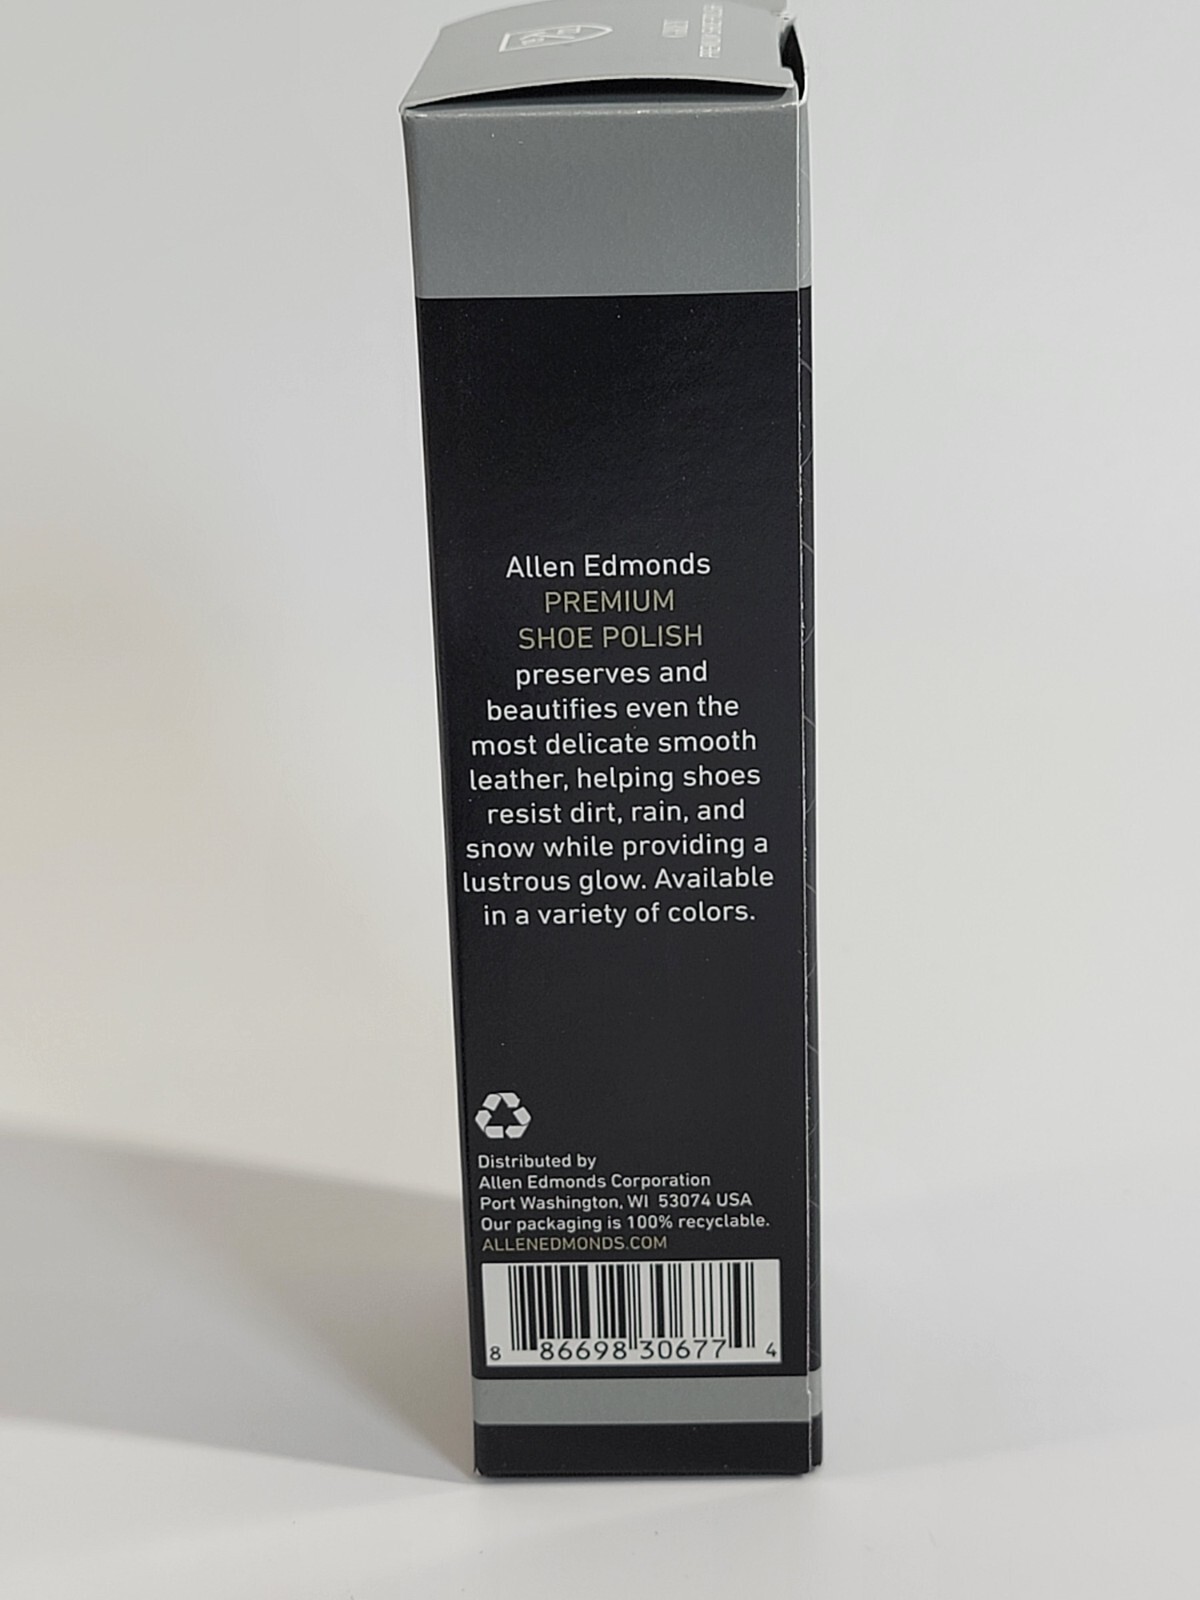 Allen Edmonds
PREMIUM
SHOE POLISH
preserves and
beautifies even the
most delicate smooth
leather, helping shoes
resist dirt, rain, and
snow while providing a
lustrous glow. Available
in a variety of colors.
Distributed by
Allen Edmonds Corporation
Port Washington, WI 53074 USA
Our packaging is 100% recyclable.
ALLENEDMONDS.COM
8 86698 30677 4